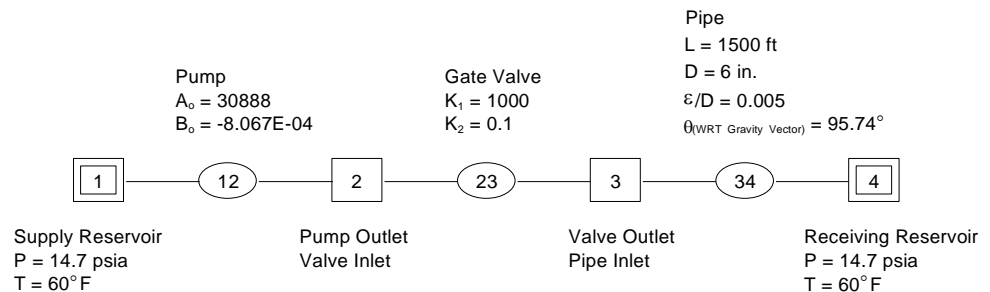 Pump
A₀ = 30888
B₀ = -8.067E-04
Gate Valve
K₁ = 1000
K₂ = 0.1
Pipe
L = 1500 ft
D = 6 in.
ε/D = 0.005
θ(WRT Gravity Vector) = 95.74°
1
12
2
23
3
34
4
Supply Reservoir
P = 14.7 psia
T = 60°F
Pump Outlet
Valve Inlet
Valve Outlet
Pipe Inlet
Receiving Reservoir
P = 14.7 psia
T = 60°F